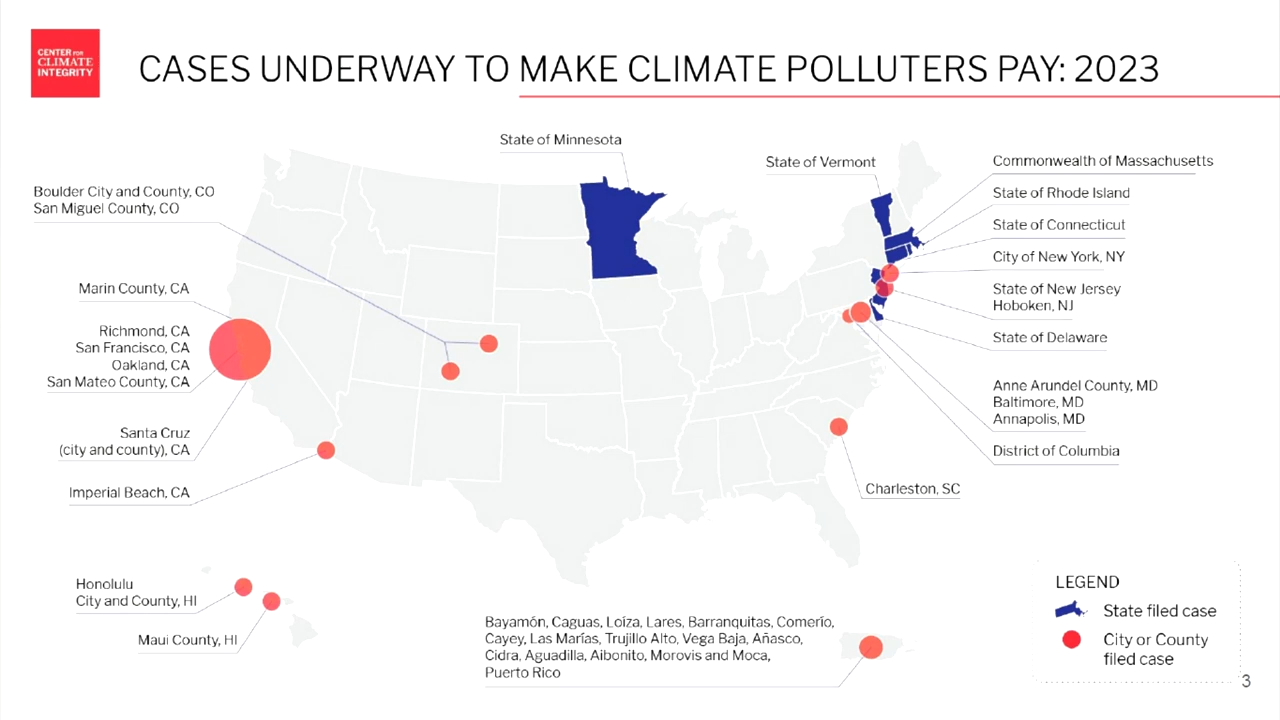 CENTER FOR
CLIMATE
INTEGRITY
CASES UNDERWAY TO MAKE CLIMATE POLLUTERS PAY: 2023
State of Minnesota
State of Vermont
Commonwealth of Massachusetts
State of Rhode Island
State of Connecticut
City of New York, NY
State of New Jersey
Hoboken, NJ
State of Delaware
Anne Arundel County, MD
Baltimore, MD
Annapolis, MD
District of Columbia
Charleston, SC
Boulder City and County, CO
San Miguel County, CO
Marin County, CA
Richmond, CA
San Francisco, CA
Oakland, CA
San Mateo County, CA
Santa Cruz
(city and county), CA
Imperial Beach, CA
Honolulu
City and County, HI
Maui County, HI
Bayamón, Caguas, Loíza, Lares, Barranquitas, Comerío,
Cayey, Las Marías, Trujillo Alto, Vega Baja, Añasco,
Cidra, Aguadilla, Aibonito, Morovis and Moca,
Puerto Rico
LEGEND
State filed case
City or County
filed case
3